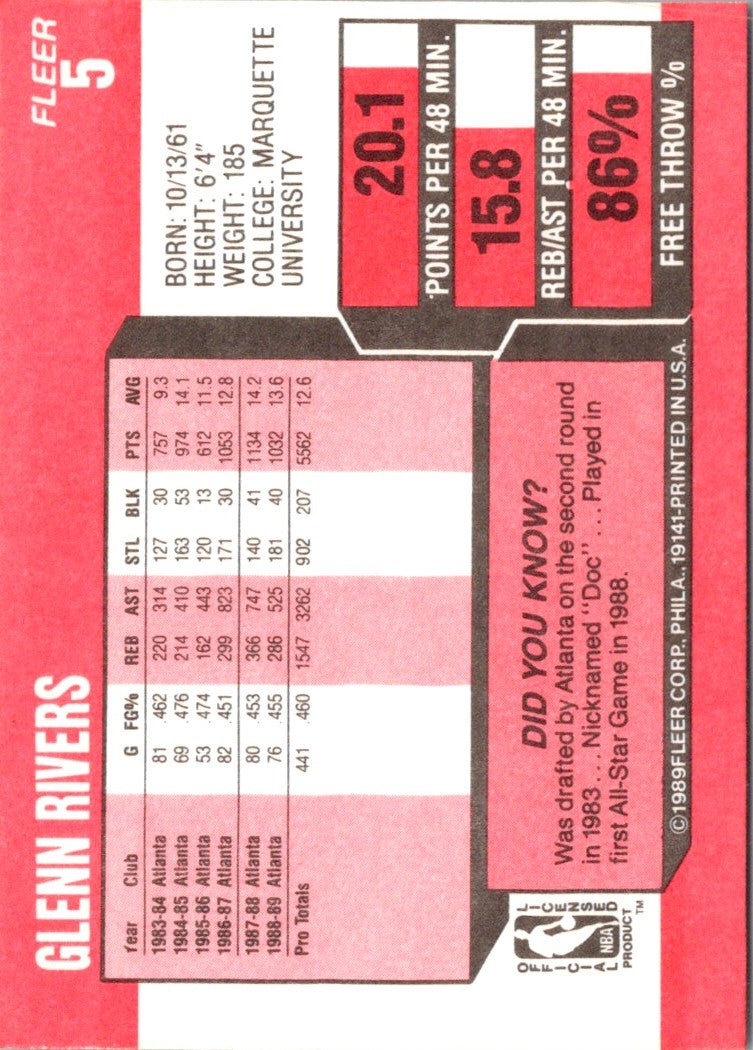 GLENN RIVERS
FLEER
5
BORN: 10/13/61
HEIGHT: 6'4"
WEIGHT: 185
COLLEGE: MARQUETTE
UNIVERSITY
Year Club G FG% REB AST STL BLK PTS AVG
1983-84 Atlanta 81 .462 220 314 127 30 757 9.3
1984-85 Atlanta 69 .476 214 410 163 53 974 14.1
1985-86 Atlanta 53 .474 162 443 120 13 612 11.5
1986-87 Atlanta 82 .451 299 823 171 30 1053 12.8
1987-88 Atlanta 80 .453 366 747 140 41 1134 14.2
1988-89 Atlanta 76 .455 286 525 181 40 1032 13.6
Pro Totals 441 .460 1547 3262 902 207 5562 12.6
20.1
POINTS PER 48 MIN.
15.8
REB/AST PER 48 MIN.
86%
FREE THROW %
DID YOU KNOW?
Was drafted by Atlanta on the second round
in 1983 . . . Nicknamed "Doc" . . . Played in
first All-Star Game in 1988.
OFFICIAL LICENSED
NBA
PRODUCT™
©1989FLEER CORP., PHILA., 19141-PRINTED IN U.S.A.